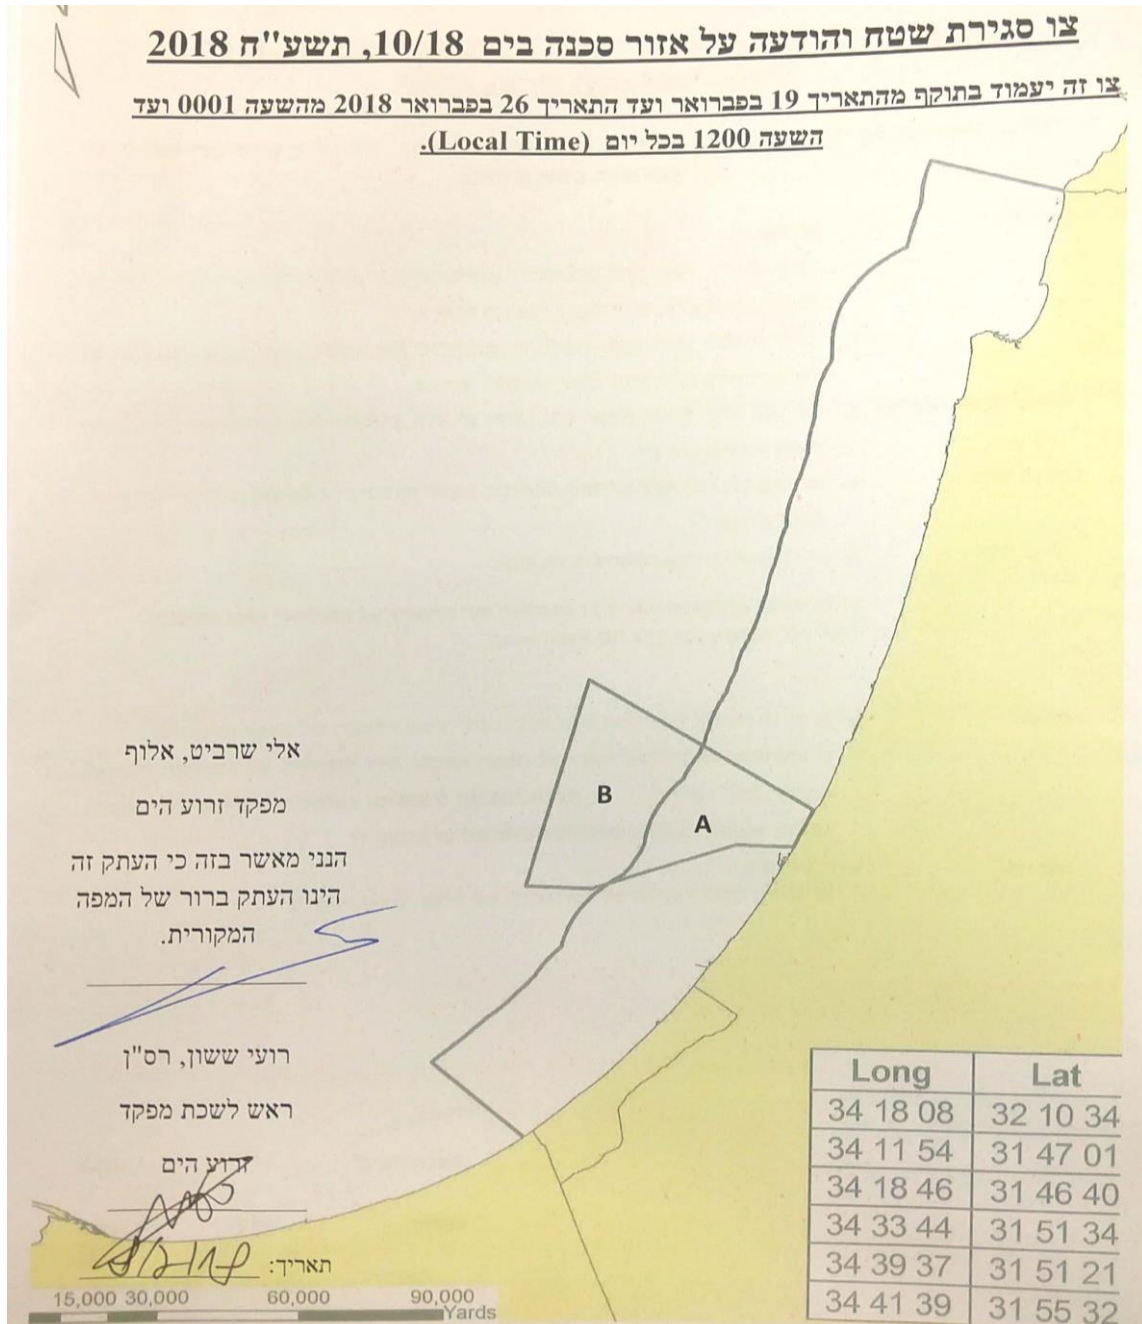 צו סגירת שטח והודעה על אזור סכנה בים 10/18, תשע''ח 2018
צו זה יעמוד בתוקף מהתאריך 19 בפברואר ועד התאריך 26 בפברואר 2018 מהשעה 0001 ועד
השעה 1200 בכל יום (Local Time).
B
A
אלי שרביט, אלוף
מפקד זרוע הים
הנני מאשר בזה כי העתק זה
הינו העתק ברור של המפה
המקורית.
רועי ששון, רס"ן
ראש לשכת מפקד
זרוע הים
תאריך:
Long Lat
34 18 08 32 10 34
34 11 54 31 47 01
34 18 46 31 46 40
34 33 44 31 51 34
34 39 37 31 51 21
34 41 39 31 55 32
15,000 30,000 60,000 90,000
Yards